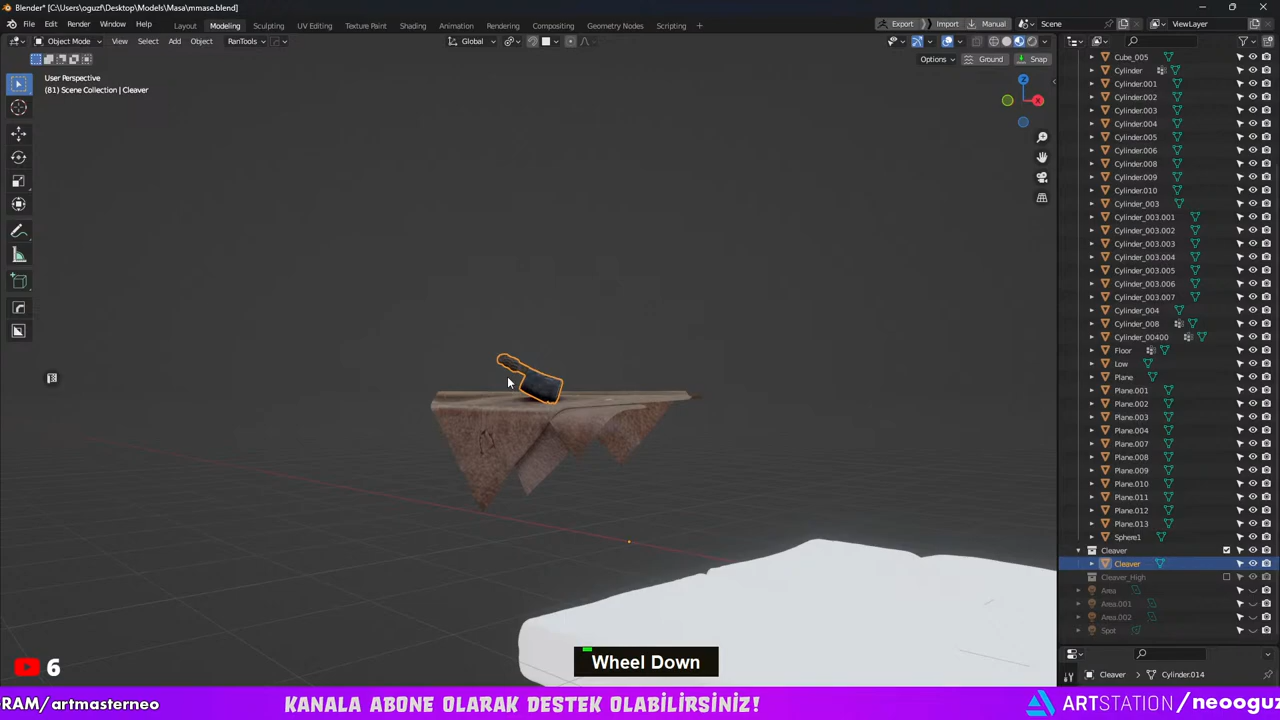 Blender* [C:\Users\oguzf\Desktop\Models\Masa\mmase.blend]
File Edit Render Window Help Layout Modeling Sculpting UV Editing Texture Paint Shading Animation Rendering Compositing Geometry Nodes Scripting Export Import Manual Scene ViewLayer
Object Mode View Select Add Object RanTools Global
Options Ground Snap
User Perspective
(81) Scene Collection | Cleaver
Z
X
Cube_005
Cylinder
Cylinder.001
Cylinder.002
Cylinder.003
Cylinder.004
Cylinder.005
Cylinder.006
Cylinder.008
Cylinder.009
Cylinder.010
Cylinder_003
Cylinder_003.001
Cylinder_003.002
Cylinder_003.003
Cylinder_003.004
Cylinder_003.005
Cylinder_003.006
Cylinder_003.007
Cylinder_004
Cylinder_008
Cylinder_00400
Floor
Low
Plane
Plane.001
Plane.002
Plane.003
Plane.004
Plane.007
Plane.008
Plane.009
Plane.010
Plane.011
Plane.012
Plane.013
Sphere1
Cleaver
Cleaver
Cleaver_High
Area
Area.001
Area.002
Spot
Cleaver Cylinder.014
Wheel Down
6
RAM/artmasterneo KANALA ABONE OLARAK DESTEK OLABİLİRSİNİZ! ARTSTATION/neooguz